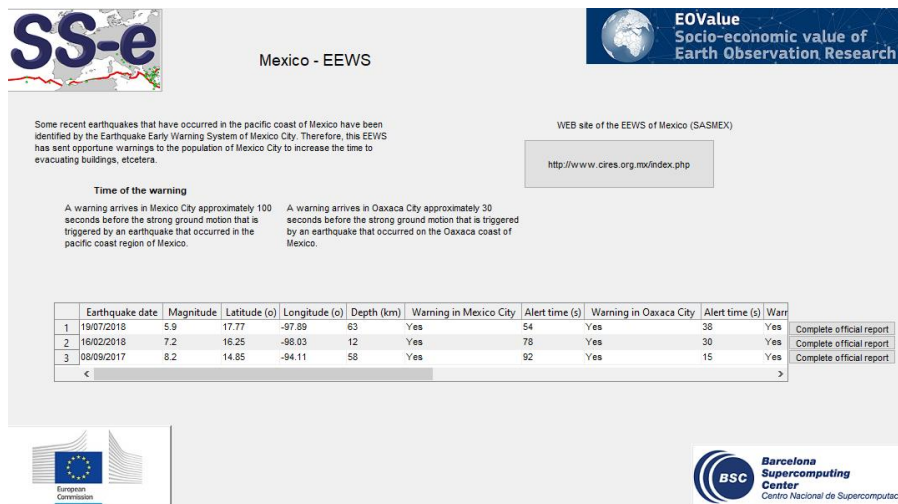 SS-e
EOValue
Socio-economic value of
Earth Observation Research
Mexico - EEWS
Some recent earthquakes that have occurred in the pacific coast of Mexico have been
identified by the Earthquake Early Warning System of Mexico City. Therefore, this EEWS
has sent opportune warnings to the population of Mexico City to increase the time to
evacuating buildings, etcetera.
WEB site of the EEWS of Mexico (SASMEX)
http://www.cires.org.mx/index.php
Time of the warning
A warning arrives in Mexico City approximately 100
seconds before the strong ground motion that is
triggered by an earthquake that occurred in the
pacific coast region of Mexico.
A warning arrives in Oaxaca City approximately 30
seconds before the strong ground motion that is triggered
by an earthquake that occurred on the Oaxaca coast of
Mexico.
Earthquake date Magnitude Latitude (o) Longitude (o) Depth (km) Warning in Mexico City Alert time (s) Warning in Oaxaca City Alert time (s) Warr
1 19/07/2018 5.9 17.77 -97.89 63 Yes 54 Yes 38 Yes Complete official report
2 16/02/2018 7.2 16.25 -98.03 12 Yes 78 Yes 30 Yes Complete official report
3 08/09/2017 8.2 14.85 -94.11 58 Yes 92 Yes 15 Yes Complete official report
European
Commission
BSC
Barcelona
Supercomputing
Center
Centro Nacional de Supercomputac